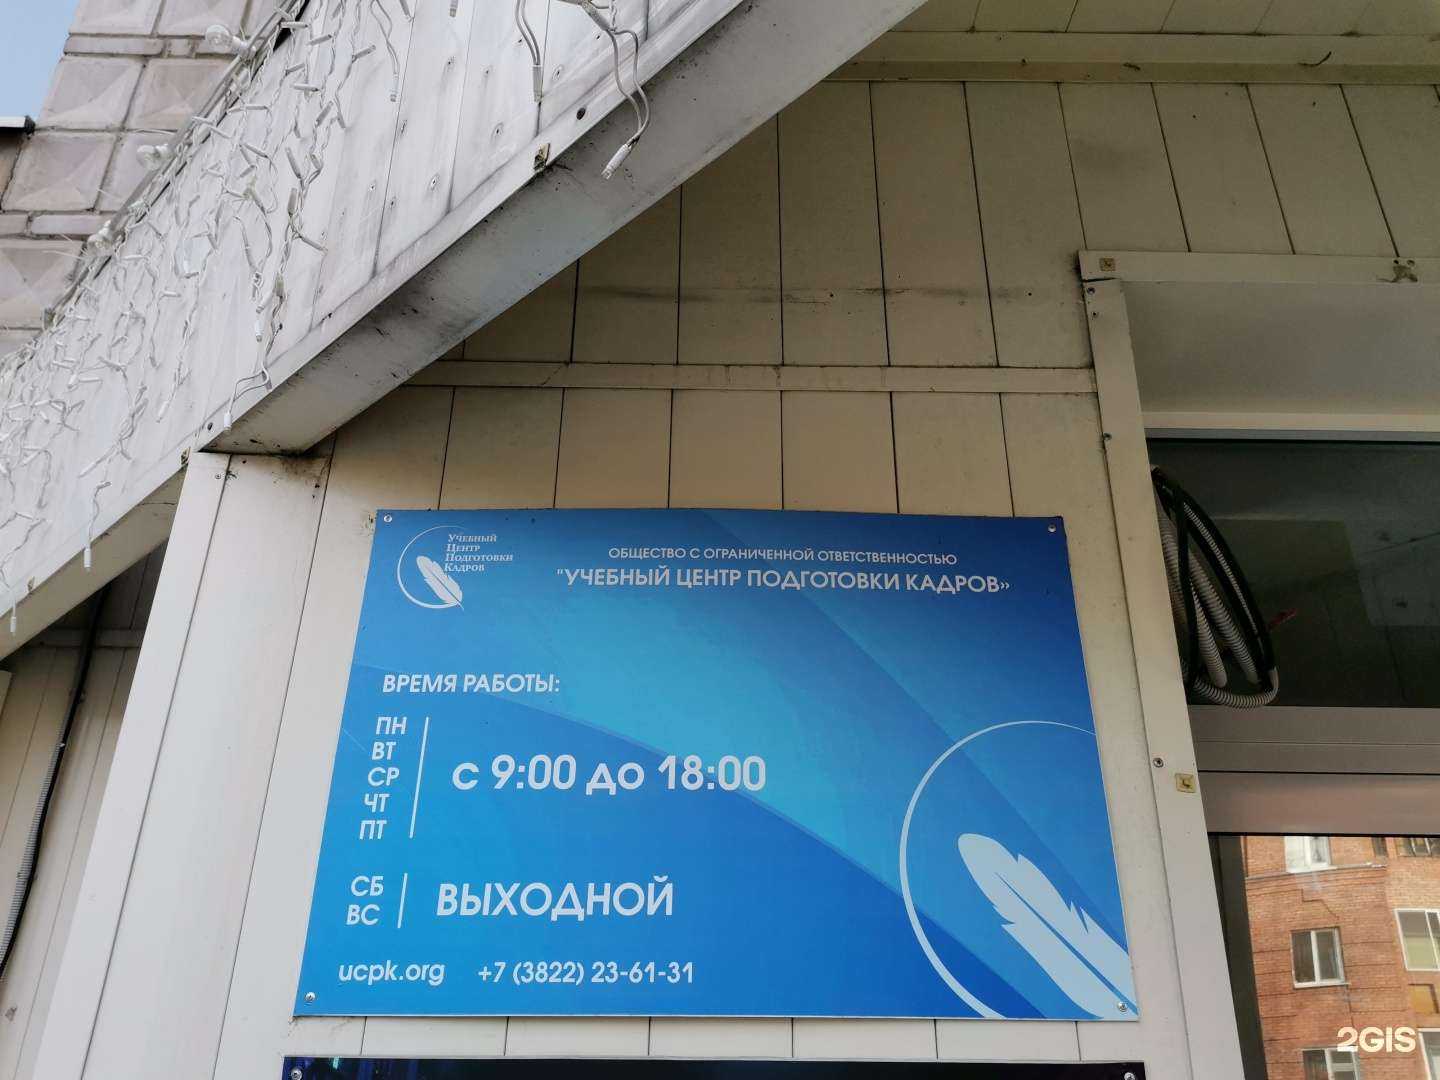 Учебный
Центр
Подготовки
Кадров
ОБЩЕСТВО С ОГРАНИЧЕННОЙ ОТВЕТСТВЕННОСТЬЮ
"УЧЕБНЫЙ ЦЕНТР ПОДГОТОВКИ КАДРОВ»
ВРЕМЯ РАБОТЫ:
ПН
ВТ
СР
ЧТ
ПТ
с 9:00 до 18:00
СБ
ВС
ВЫХОДНОЙ
ucpk.org +7 (3822) 23-61-31
2GIS